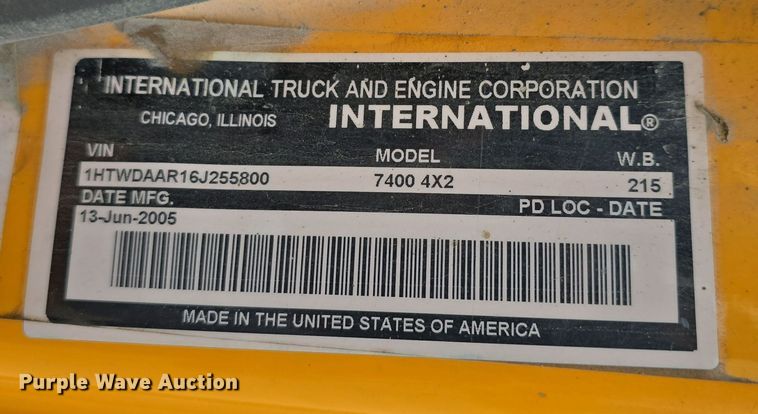 INTERNATIONAL TRUCK AND ENGINE CORPORATION
CHICAGO, ILLINOIS INTERNATIONAL®
VIN MODEL W.B.
1HTWDAAR16J255800 7400 4X2 215
DATE MFG. PD LOC - DATE
13-Jun-2005
MADE IN THE UNITED STATES OF AMERICA
Purple Wave Auction